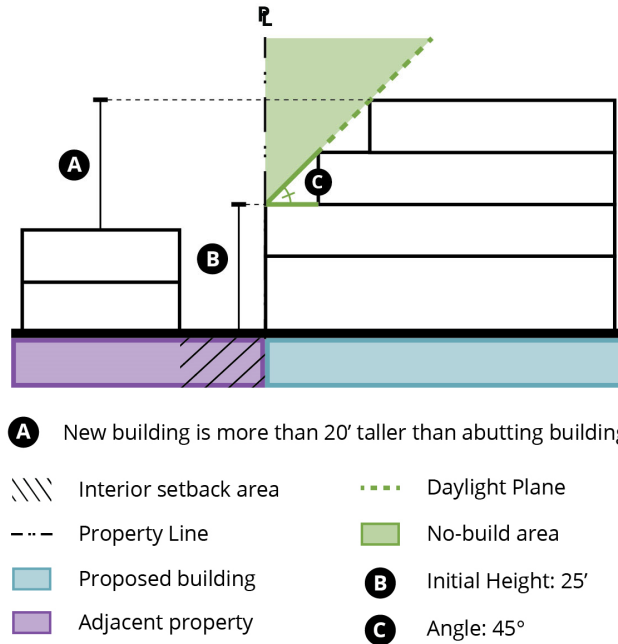 PL
A
C
B
A New building is more than 20’ taller than abutting building
Interior setback area
Daylight Plane
Property Line
No-build area
Proposed building
B Initial Height: 25’
Adjacent property
C Angle: 45°